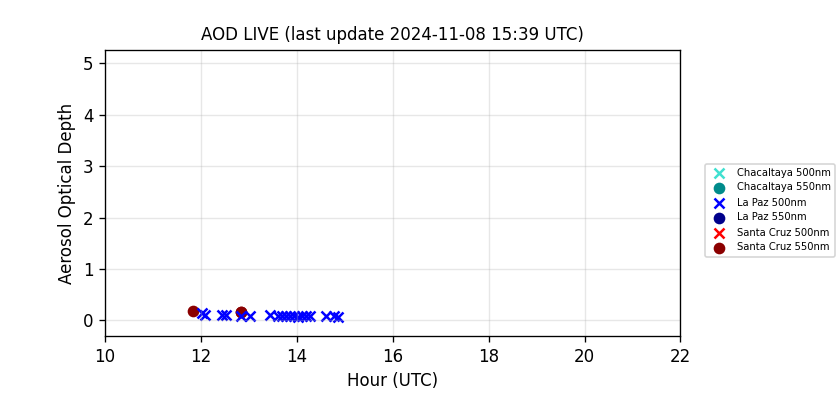 AOD LIVE (last update 2024-11-08 15:39 UTC)
Aerosol Optical Depth
5
4
3
2
1
0
10 12 14 16 18 20 22
Hour (UTC)
Chacaltaya 500nm
Chacaltaya 550nm
La Paz 500nm
La Paz 550nm
Santa Cruz 500nm
Santa Cruz 550nm